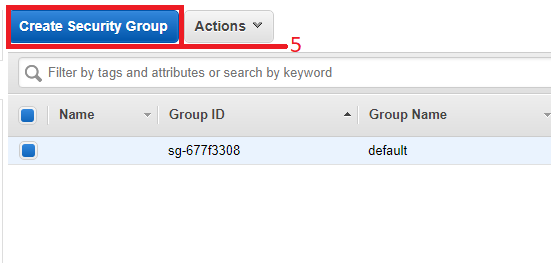 Create Security Group Actions
5
Filter by tags and attributes or search by keyword
Name Group ID Group Name
sg-677f3308 default